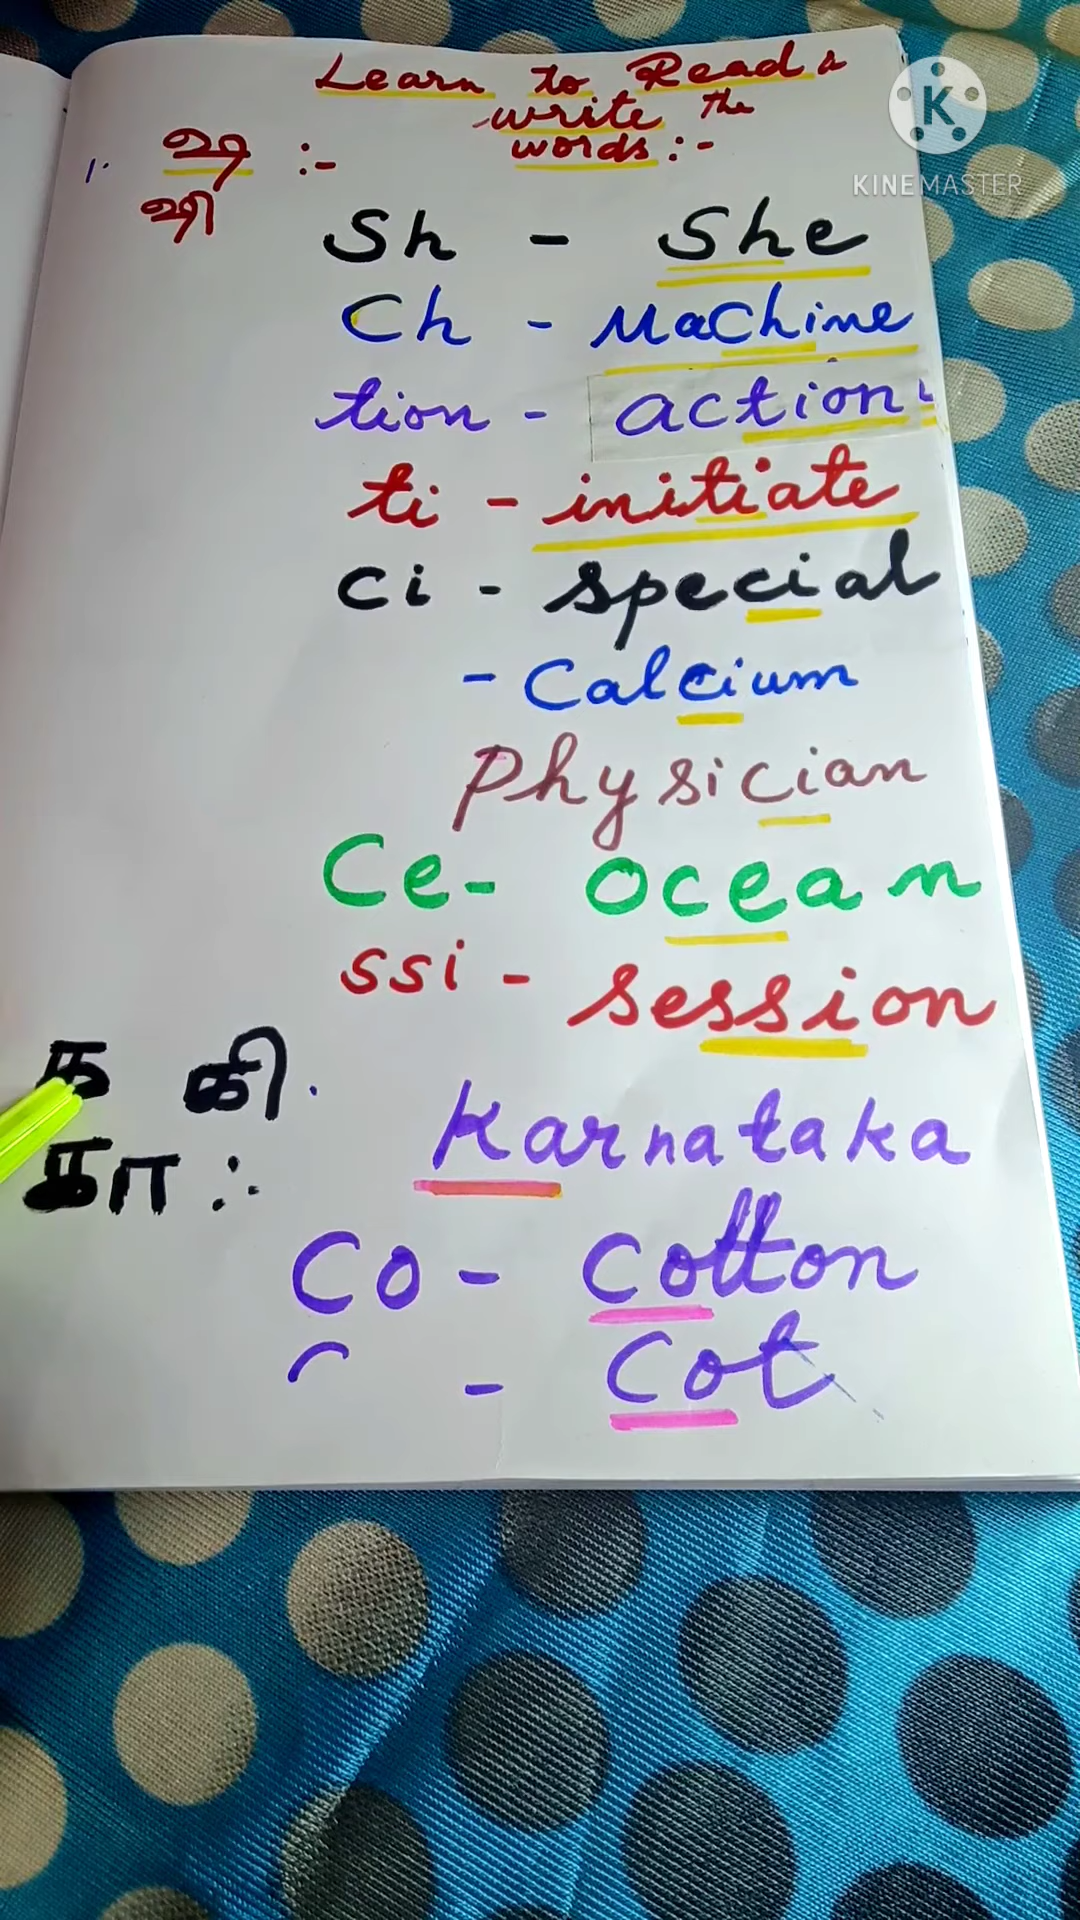 Learn to Read &
write the
words:-
1. ஷ :-
ஷி
Sh - She
Ch - Machine
tion - action
ti - initiate
Ci - special
- Calcium
Physician
Ce - ocean
ssi - session
க கி.
கா :-
Karnataka
Co - Cotton
- Cot
KINEMASTER